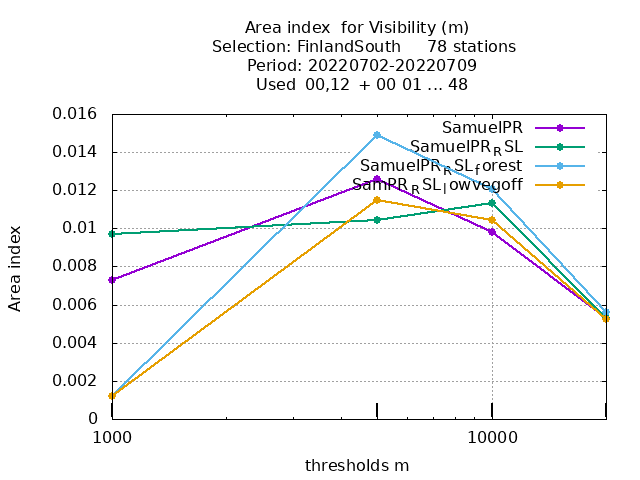 Area index  for Visibility (m)
Selection: FinlandSouth     78 stations
Period: 20220702-20220709
Used  00,12  + 00 01 ... 48
0.016
0.014
0.012
0.01
0.008
0.006
0.004
0.002
0
Area index
SamuelPR
SamuelPR_RSL
SamuelPR_RSL_forest
SamPR_RSL_lowvegoff
1000
10000
thresholds m